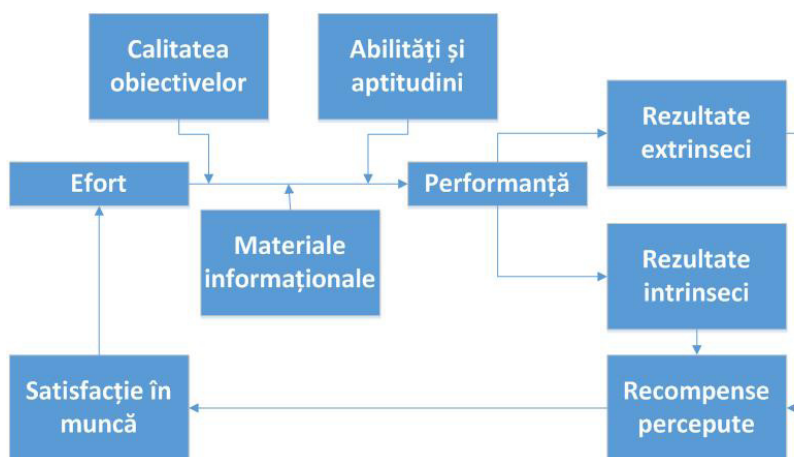 Calitatea
obiectivelor
Abilități și
aptitudini
Rezultate
extrinseci
Efort
Performanță
Materiale
informaționale
Rezultate
intrinseci
Satisfacție în
muncă
Recompense
percepute